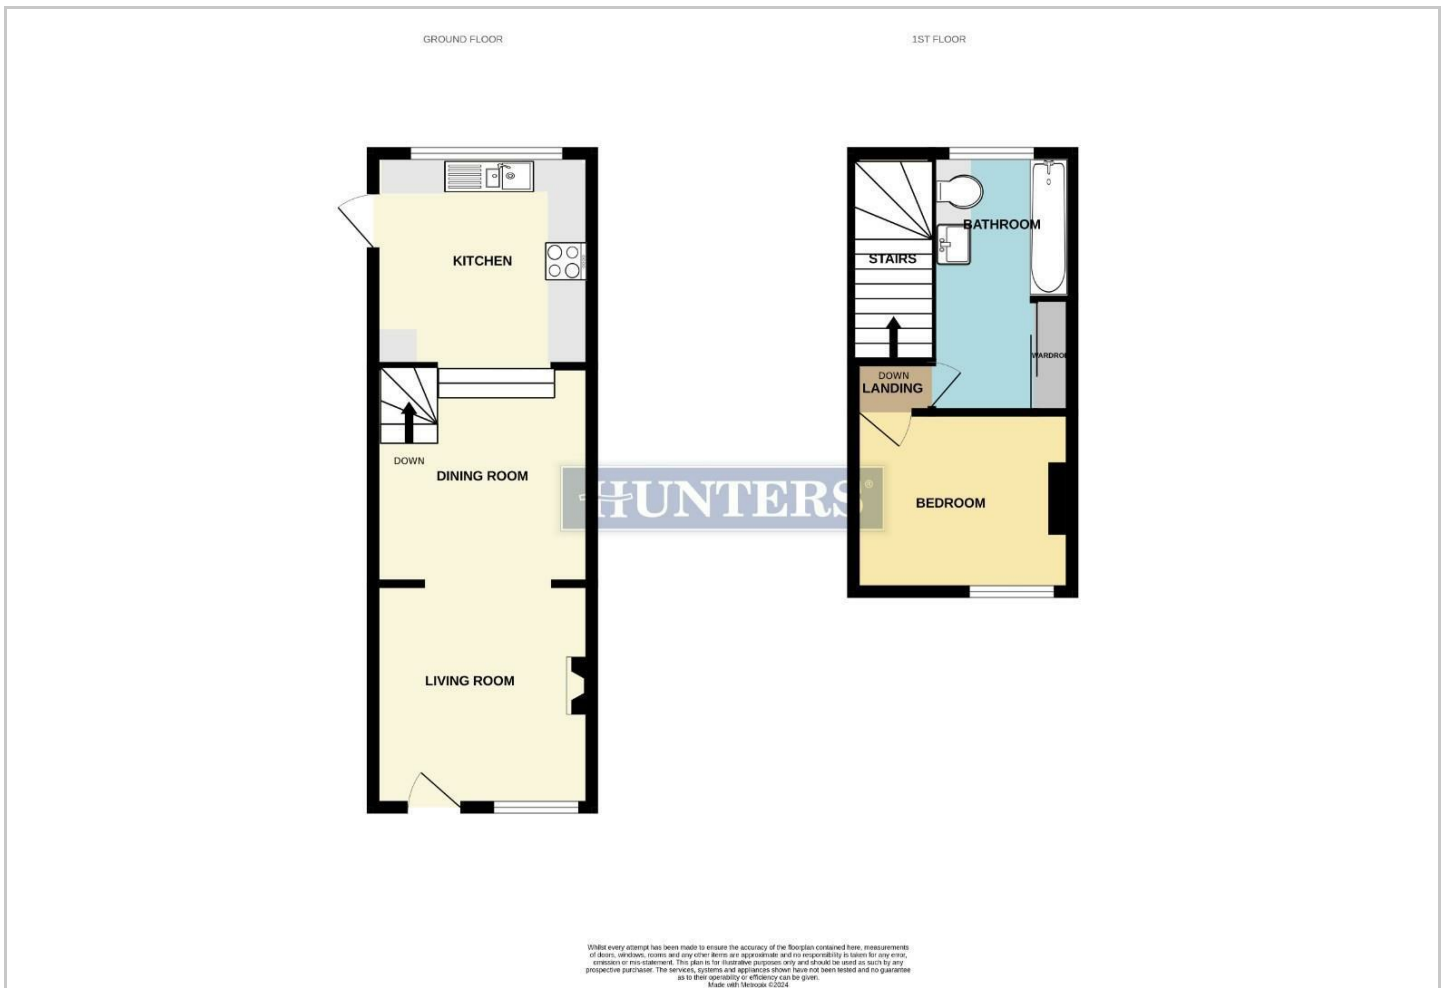 GROUND FLOOR
1ST FLOOR
KITCHEN
DOWN
DINING ROOM
LIVING ROOM
BATHROOM
STAIRS
WARDROB
DOWN
LANDING
BEDROOM
HUNTERS®
Whilst every attempt has been made to ensure the accuracy of the floorplan contained here, measurements
of doors, windows, rooms and any other items are approximate and no responsibility is taken for any error,
omission or mis-statement. This plan is for illustrative purposes only and should be used as such by any
prospective purchaser. The services, systems and appliances shown have not been tested and no guarantee
as to their operability or efficiency can be given.
Made with Metropix ©2024